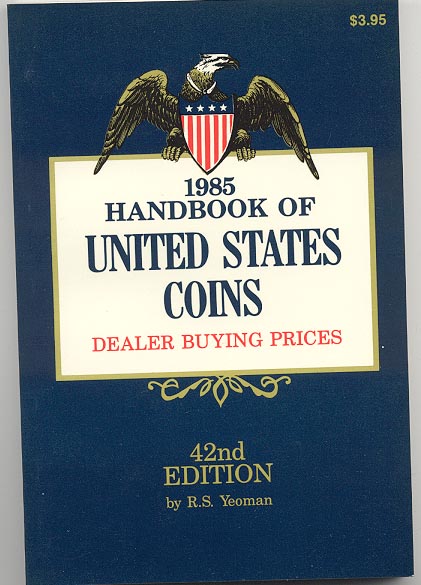 $3.95
1985
HANDBOOK OF
UNITED STATES
COINS
DEALER BUYING PRICES
42nd
EDITION
by R.S. Yeoman